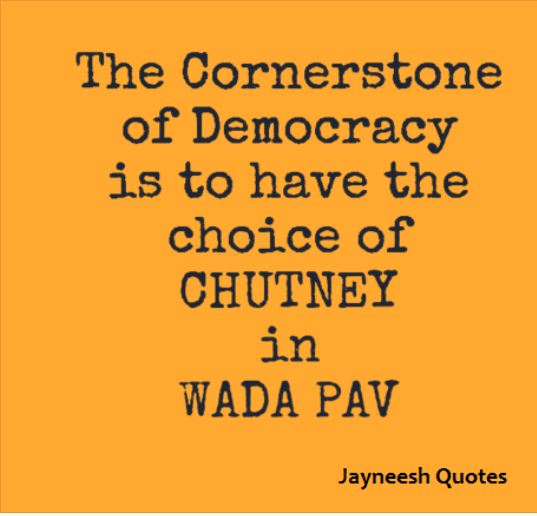 The Cornerstone
of Democracy
is to have the
choice of
CHUTNEY
in
WADA PAV
Jayneesh Quotes